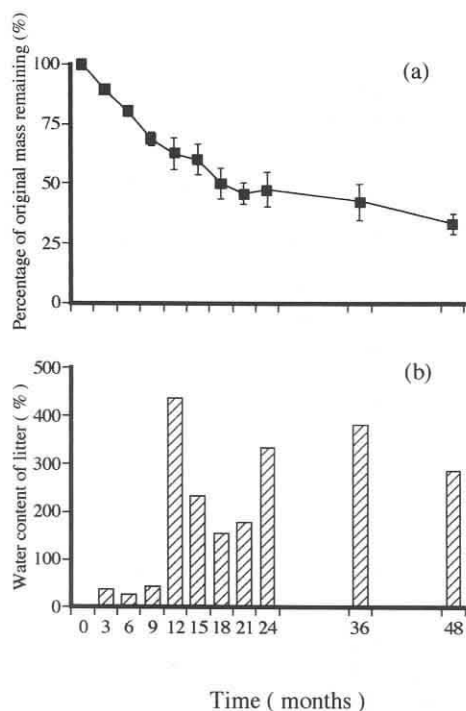 Percentage of original mass remaining (%)
(a)
100
75
50
25
0
Water content of litter ( % )
(b)
500
400
300
200
100
0
0 3 6 9 12 15 18 21 24 36 48
Time ( months )